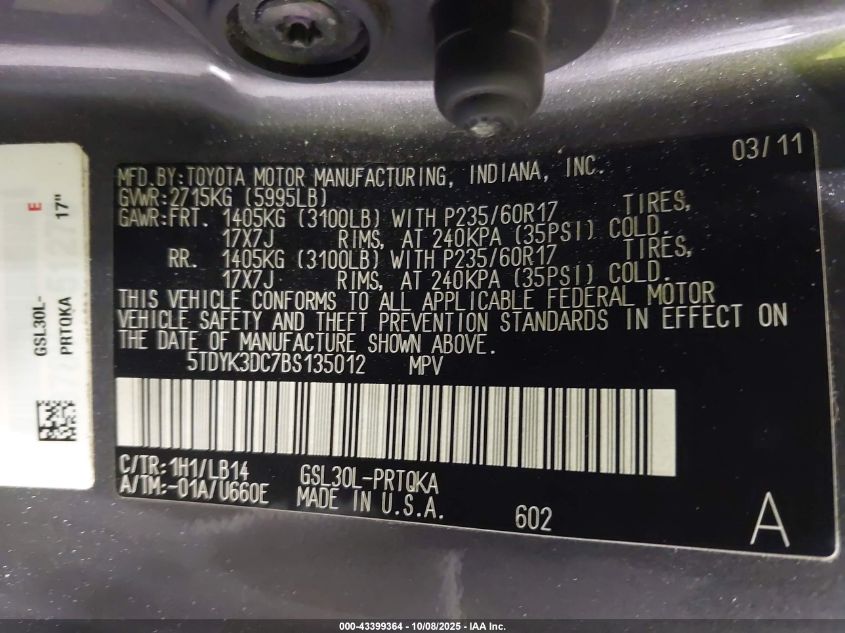 03/11
MFD.BY:TOYOTA MOTOR MANUFACTURING, INDIANA, INC.
GVWR:2715KG (5995LB)
GAWR:FRT. 1405KG (3100LB) WITH P235/60R17 TIRES,
17X7J RIMS, AT 240KPA (35PSI) COLD.
RR. 1405KG (3100LB) WITH P235/60R17 TIRES,
17X7J RIMS, AT 240KPA (35PSI) COLD.
THIS VEHICLE CONFORMS TO ALL APPLICABLE FEDERAL MOTOR
VEHICLE SAFETY AND THEFT PREVENTION STANDARDS IN EFFECT ON
THE DATE OF MANUFACTURE SHOWN ABOVE.
5TDYK3DC7BS135012 MPV
C/TR:1H1/LB14 GSL30L-PRTQKA
A/TM:-01A/U660E MADE IN U.S.A.
602
A
E
17"
GSL30L-
PRTQKA
000-43399364 - 10/08/2025 - IAA Inc.